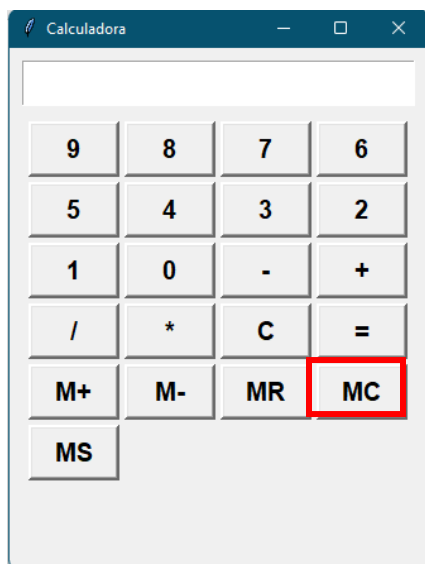 Calculadora
9 8 7 6
5 4 3 2
1 0 - +
/ * C =
M+ M- MR MC
MS